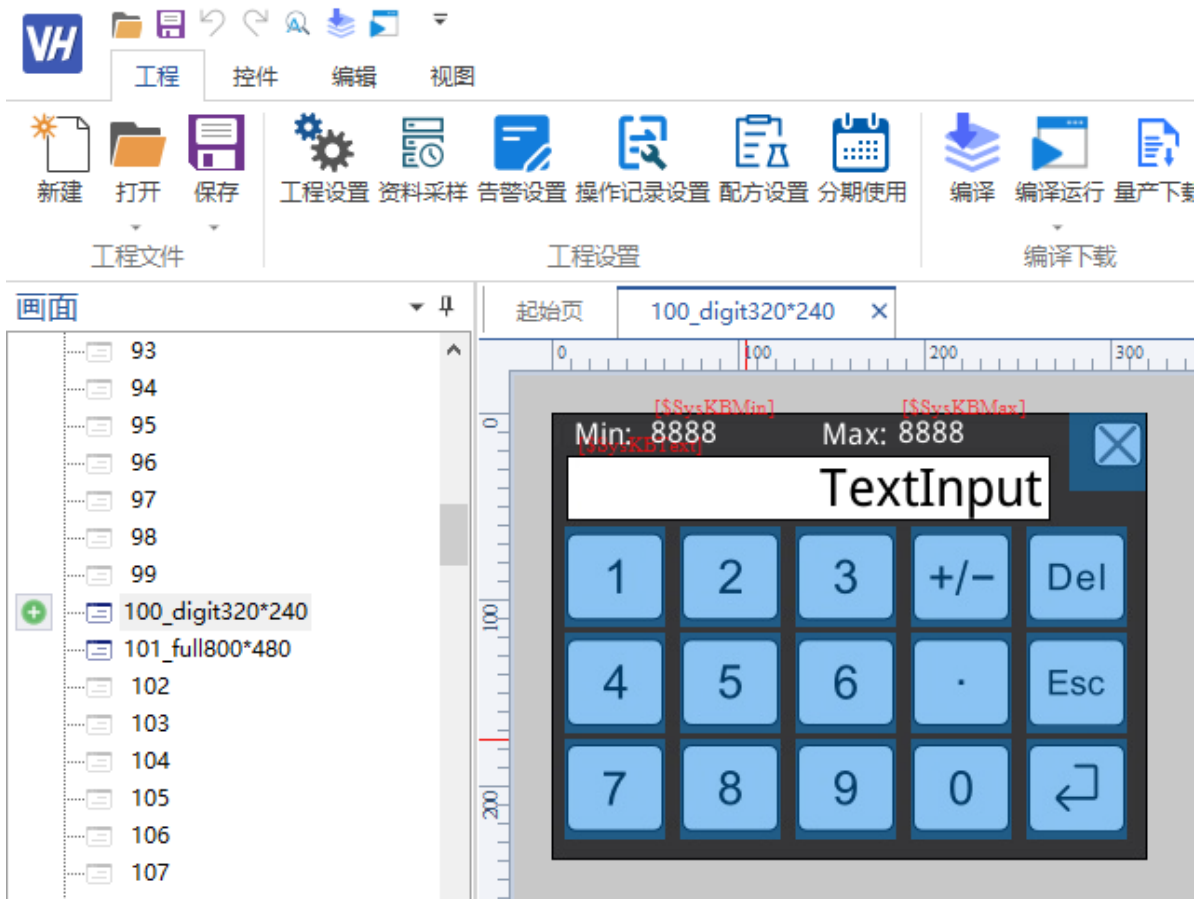 VH
工程 控件 编辑 视图
新建 打开 保存 工程设置 资料采样 告警设置 操作记录设置 配方设置 分期使用 编译 编译运行 量产下载
工程文件 工程设置 编译下载
画面
起始页 100_digit320*240
0 100 200 300
93
94
95
96
97
98
99
100_digit320*240
101_full800*480
102
103
104
105
106
107
0
100
200
[$SysKBMin] [$SysKBMax]
Min: 8888 Max: 8888
[$SysKBText]
TextInput
1 2 3 +/− Del
4 5 6 · Esc
7 8 9 0